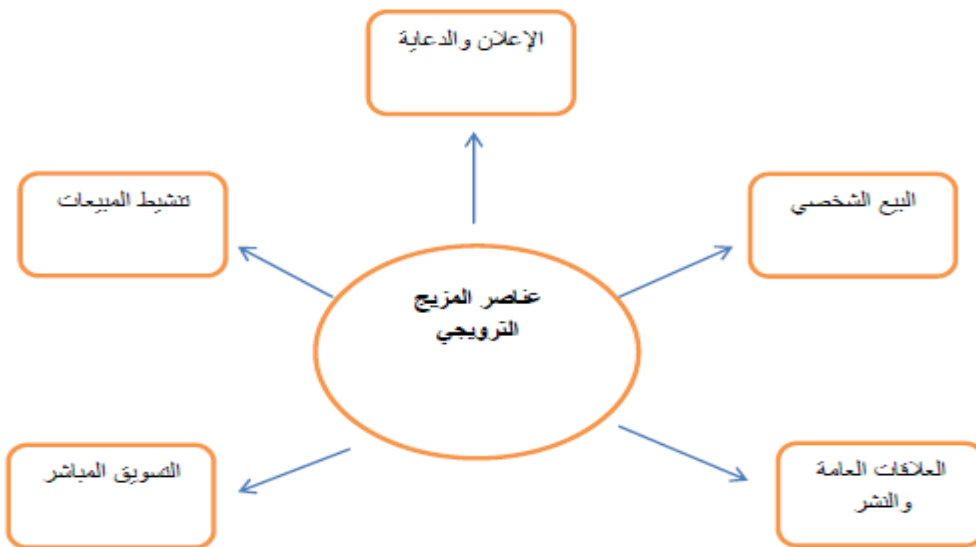 الإعلان والدعاية
البيع الشخصي
تنشيط المبيعات
عناصر المزيج
الترويجي
العلاقات العامة
والنشر
التسويق المباشر